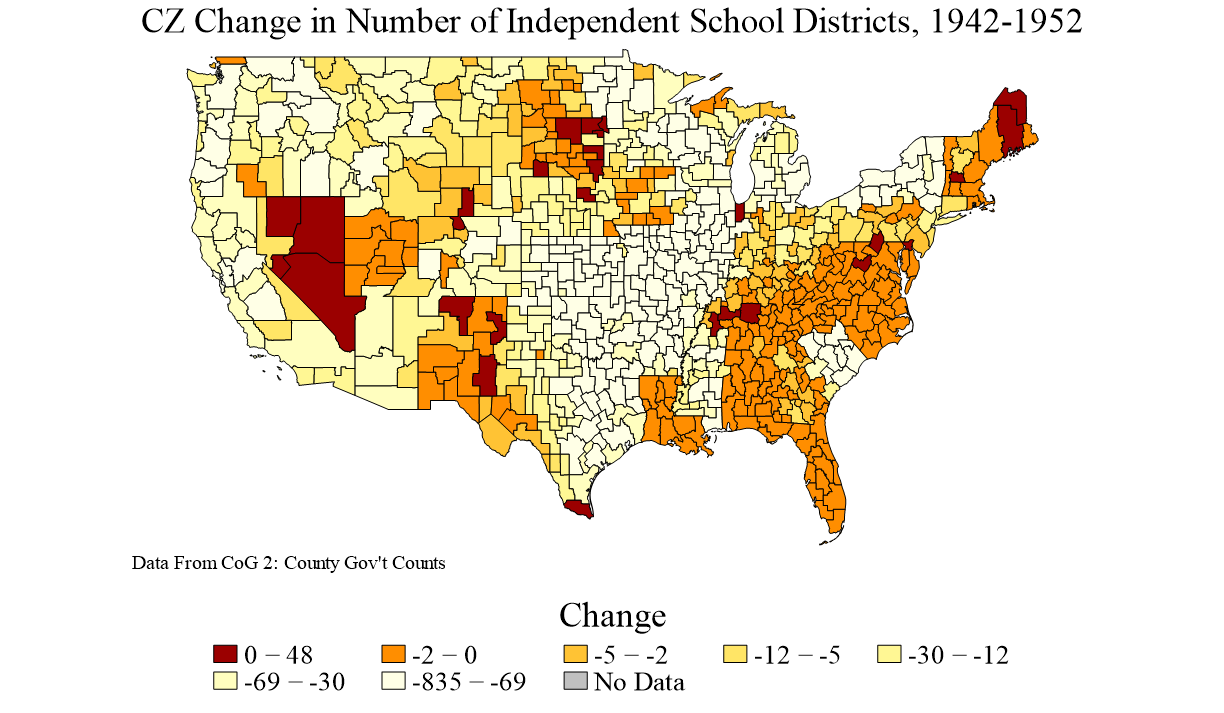 CZ Change in Number of Independent School Districts, 1942-1952
Data From CoG 2: County Gov't Counts
Change
0 − 48
-2 − 0
-5 − -2
-12 − -5
-30 − -12
-69 − -30
-835 − -69
No Data